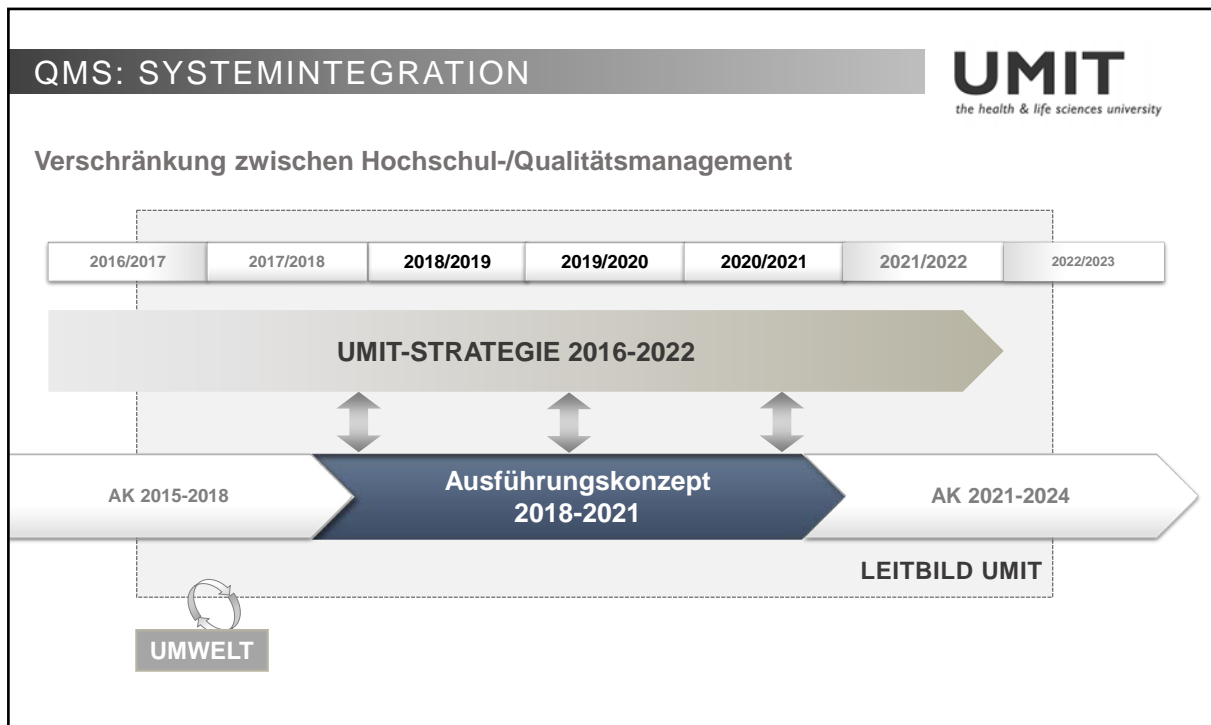 QMS: SYSTEMINTEGRATION
UMIT
the health & life sciences university
Verschränkung zwischen Hochschul-/Qualitätsmanagement
2016/2017
2017/2018
2018/2019
2019/2020
2020/2021
2021/2022
2022/2023
UMIT-STRATEGIE 2016-2022
AK 2015-2018
Ausführungskonzept
2018-2021
AK 2021-2024
LEITBILD UMIT
UMWELT